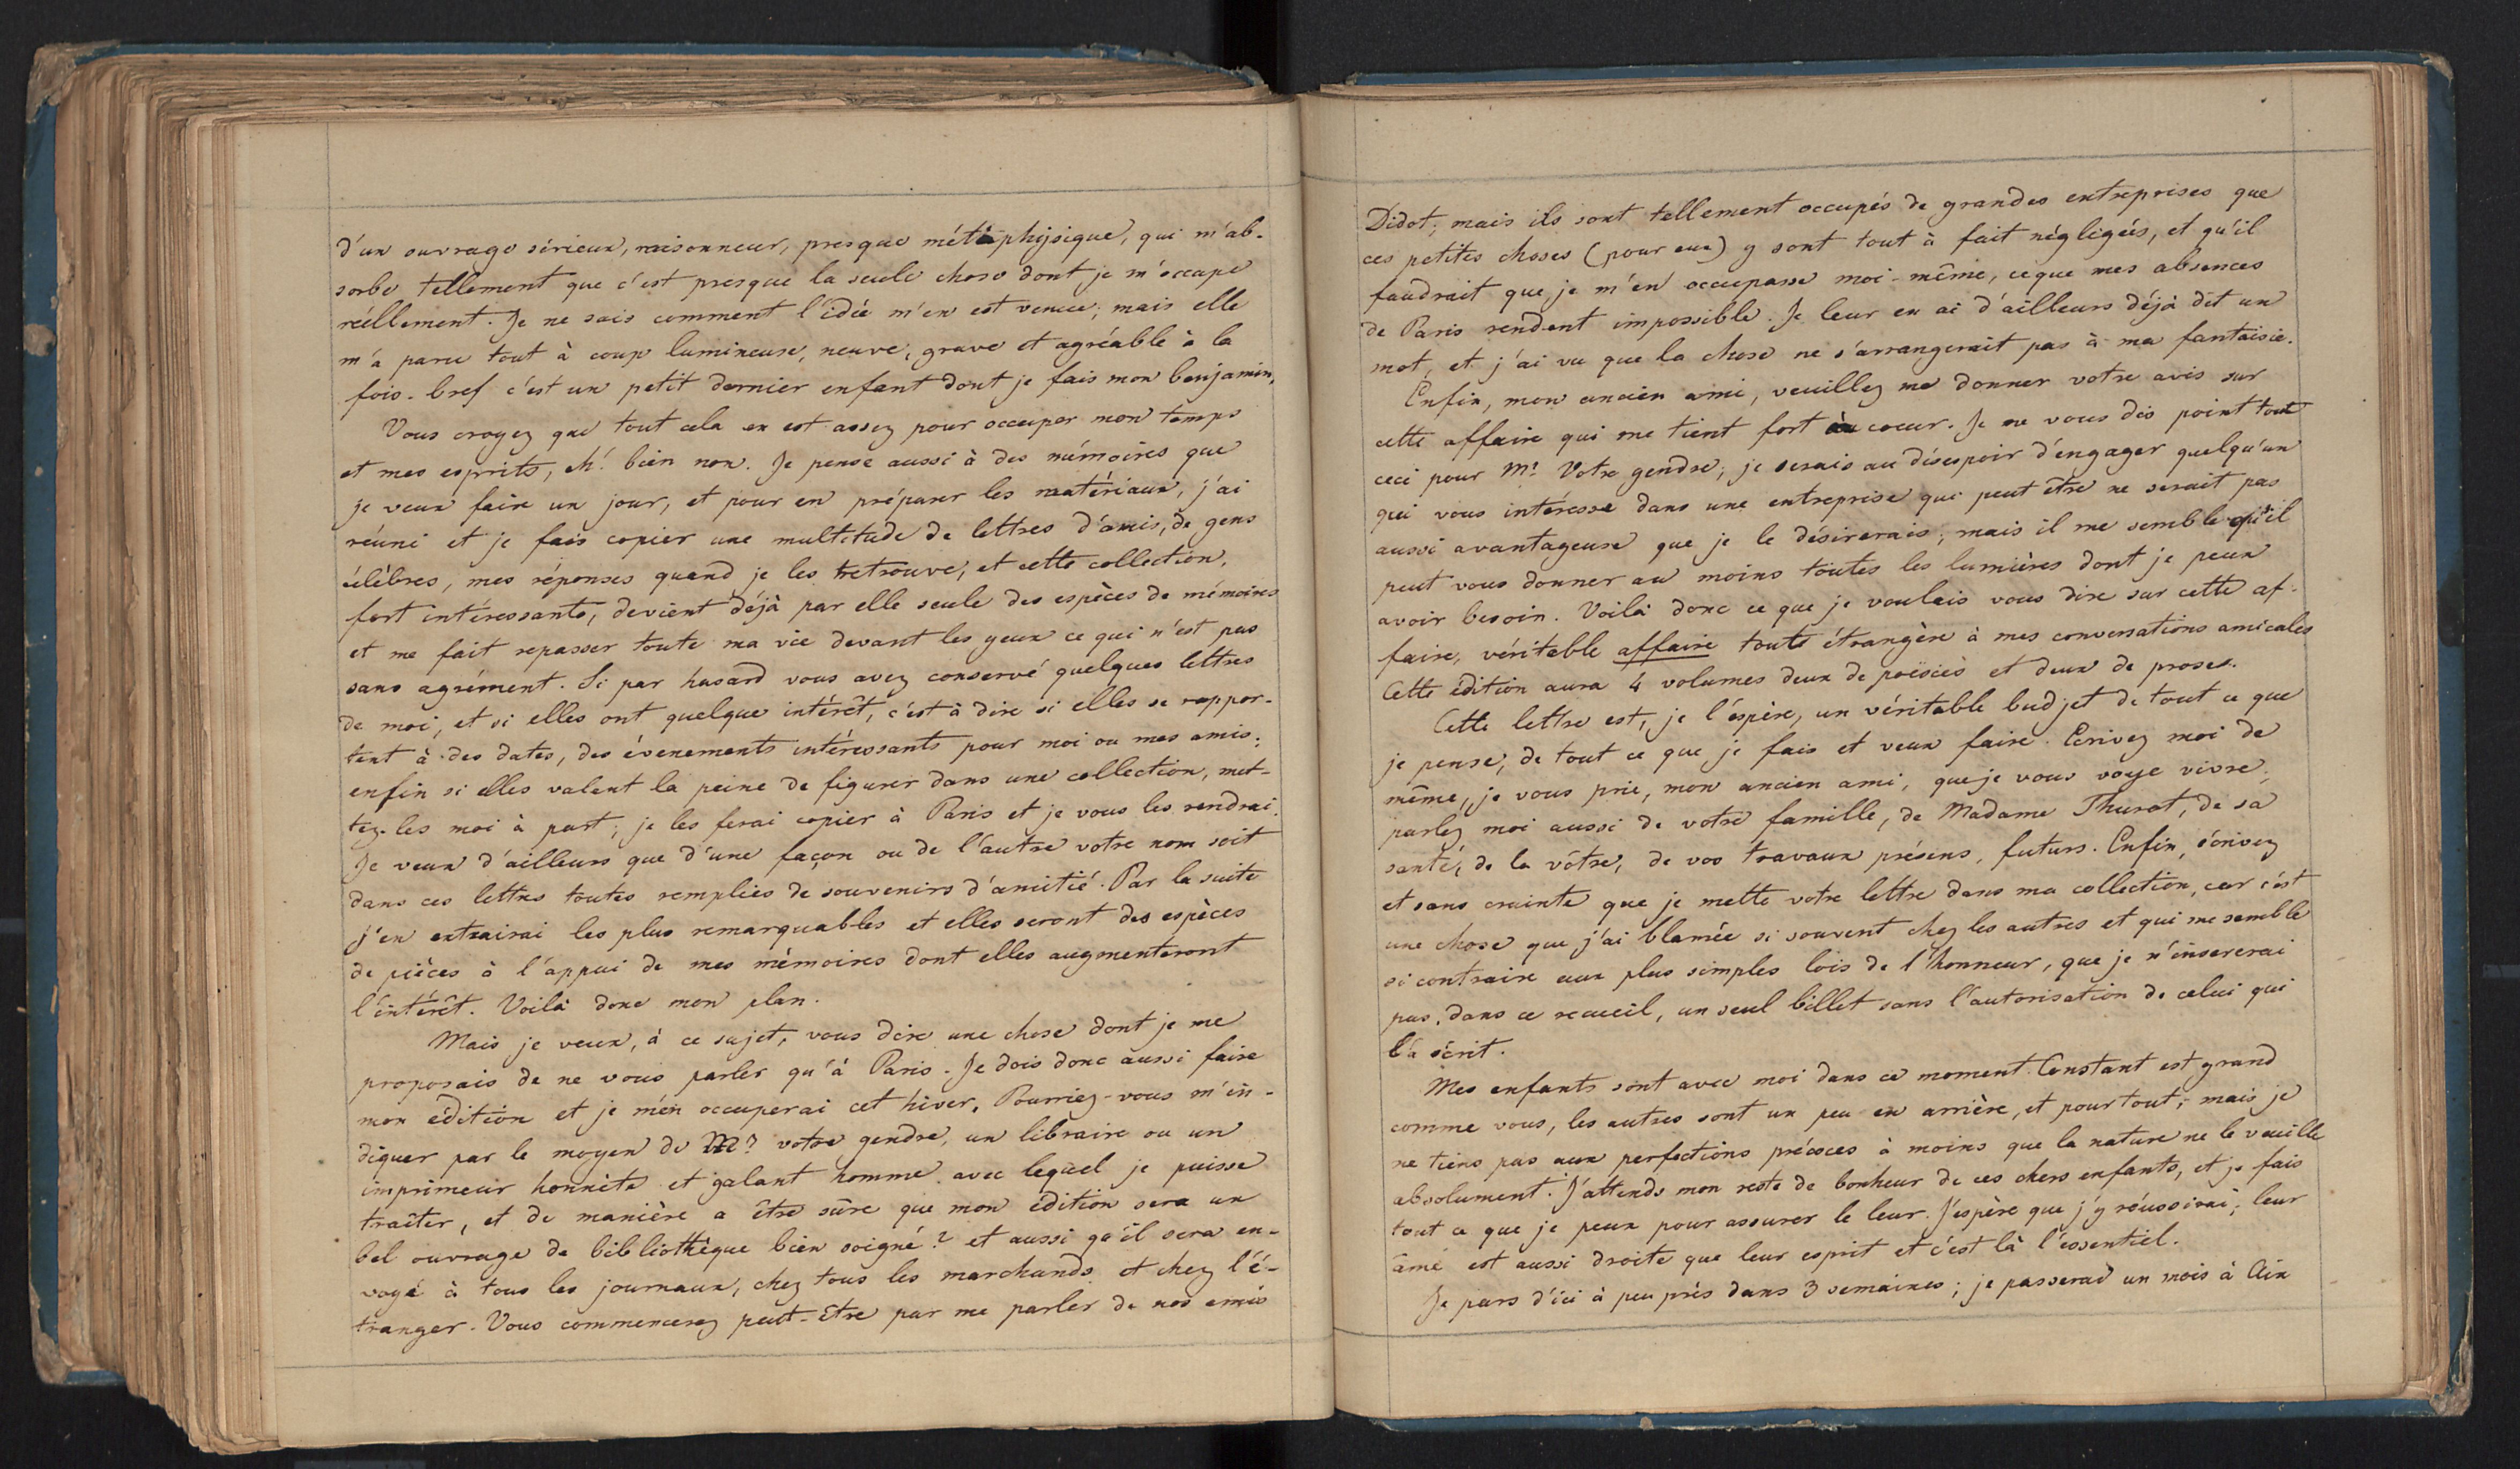 d'un ouvrage sérieux, raisonneur, presque métaphysique, qui m'ab-
sorbe tellement que c'est presque la seule chose dont je m'occupe
réellement. Je ne sais comment l'idée m'en est venue; mais elle
m'a paru tout à coup lumineuse, neuve, grave et agréable à la
fois. bref c'est un petit dernier enfant dont je fais mon benjamin,
Vous croyez que tout cela en est assez pour occuper mon temps
et mes esprits, eh! bien non. Je pense aussi à des mémoires que
je veux faire un jour, et pour en préparer les matériaux, j'ai
réuni et je fais copier une multitude de lettres d'amis, de gens
célèbres, mes réponses quand je les retrouve, et cette collection,
fort intéressante, devient déjà par elle seule des espèces de mémoires
et me fait repasser toute ma vie devant les yeux ce qui n'est pas
sans agrément. Si par hasard vous avez conservé quelques lettres
de moi, et si elles ont quelque intérêt, c'est à dire si elles se rappor-
tent à des dates, des évenements intéressants pour moi ou mes amis;
enfin si elles valent la peine de figurer dans une collection, met-
tez-les moi à part; je les ferai copier à Paris et je vous les rendrai.
Je veux d'ailleurs que d'une façon ou de l'autre votre nom soit
dans ces lettres toutes remplies de souvenirs d'amitié. Par la suite
j'en extrairai les plus remarquables et elles seront des espèces
de pièces à l'appui de mes mémoires dont elles augmenteront
l'intérêt. Voilà donc mon plan.
Mais je veux, à ce sujet, vous dire une chose dont je me
proposais de ne vous parler qu'à Paris. Je dois donc aussi faire
mon édition et je m'en occuperai cet hiver. Pourriez-vous m'in-
diquer par le moyen de Mr votre gendre, un libraire ou un
imprimeur honnête et galant homme avec lequel je puisse
traiter, et de manière a être sûre que mon édition sera un
bel ouvrage de bibliothèque bien soigné? et aussi qu'il sera en-
voyé à tous les journaux, chez tous les marchands et chez l'é-
tranger. Vous commencerez peut-être par me parler de nos amis
Didot; mais ils sont tellement occupés de grandes entreprises que
ces petites choses (pour eux) y sont tout à fait négligées, et qu'il
faudrait que je m'en occupasse moi-même, ce que mes absences
de Paris rendent impossible. Je leur en ai d'ailleurs déjà dit un
mot, et j'ai vu que la chose ne s'arrangerait pas à ma fantaisie.
Enfin, mon ancien ami, veuillez me donner votre avis sur
cette affaire qui me tient fort au coeur. Je ne vous dis point tout
ceci pour Mr Votre gendre; je serais au désespoir d'engager quelqu'un
qui vous intéresse dans une entreprise qui peut être ne serait pas
aussi avantageuse que je le désirerais; mais il me semble qu'il
peut vous donner au moins toutes les lumières dont je peux
avoir besoin. Voilà donc ce que je voulais vous dire sur cette af-
faire, véritable affaire toute étrangère à mes conversations amicales
Cette édition aura 4 volumes deux de poësies et deux de proses.
Cette lettre est, je l'espère, un véritable budjet de tout ce que
je pense, de tout ce que je fais et veux faire. Ecrivez moi de
même, je vous prie, mon ancien ami, que je vous voye vivre;
parlez moi aussi de votre famille, de Madame Thurot, de sa
santé, de la vôtre, de vos travaux présens, futurs. Enfin, écrivez
et sans crainte que je mette votre lettre dans ma collection, car c'est
une chose que j'ai blamée si souvent chez les autres et qui me semble
si contraire aux plus simples lois de l'honneur, que je n'insererai
pas, dans ce recueil, un seul billet sans l'autorisation de celui qui
l'a écrit.
Mes enfants sont avec moi dans ce moment. Constant est grand
comme vous, les autres sont un peu en arrière, et pour tout; mais je
ne tiens pas aux perfections précoces à moins que la nature ne le veuille
absolument. J'attends mon reste de bonheur de ces chers enfants, et je fais
tout ce que je peux pour assurer le leur. J'espère que j'y réussirai; leur
âme est aussi droite que leur esprit et c'est là l'essentiel.
Je pars d'ici à peu près dans 3 semaines; je passerai un mois à Aix